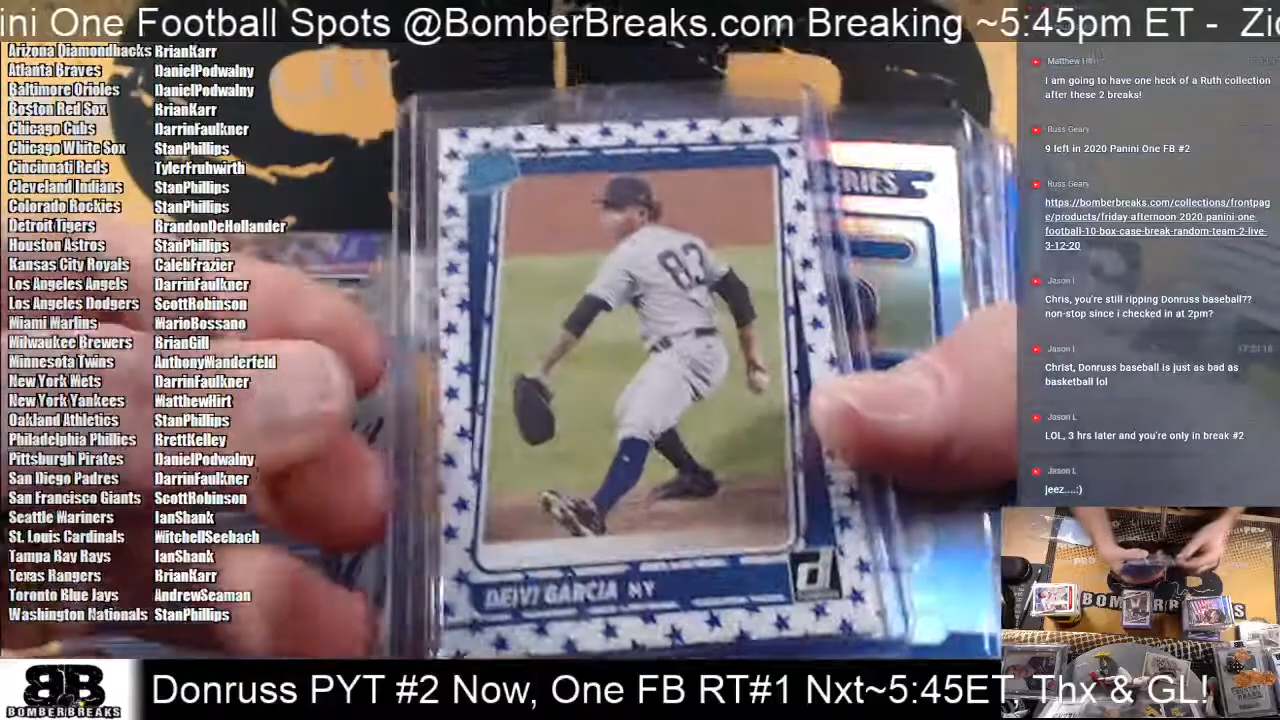 ini One Football Spots @BomberBreaks.com Breaking ~5:45pm ET - Zic
Arizona Diamondbacks BrianKarr
Atlanta Braves DanielPodwalny
Baltimore Orioles DanielPodwalny
Boston Red Sox BrianKarr
Chicago Cubs DarrinFaulkner
Chicago White Sox StanPhillips
Cincinnati Reds TylerFruhwirth
Cleveland Indians StanPhillips
Colorado Rockies StanPhillips
Detroit Tigers BrandonDeHollander
Houston Astros StanPhillips
Kansas City Royals CalebFrazier
Los Angeles Angels DarrinFaulkner
Los Angeles Dodgers ScottRobinson
Miami Marlins MarioBossano
Milwaukee Brewers BrianGill
Minnesota Twins AnthonyManderfeld
New York Mets DarrinFaulkner
New York Yankees MatthewHirt
Oakland Athletics StanPhillips
Philadelphia Phillies BrettKelley
Pittsburgh Pirates DanielPodwalny
San Diego Padres DarrinFaulkner
San Francisco Giants ScottRobinson
Seattle Mariners IanShank
St. Louis Cardinals MitchellSeebach
Tampa Ray Rays IanShank
Texas Rangers BrianKarr
Toronto Blue Jays AndrewSeaman
Washington Nationals StanPhillips
83
DEIVI GARCIA NY
d
Matthew
I am going to have one heck of a Ruth collection
after these 2 breaks!
Russ Geary
9 left in 2020 Panini One FB #2
Russ Geary
https://bomberbreaks.com/collections/frontpag
e/products/friday-afternoon-2020-panini-one-
football-10-box-case-break-random-team-2-live-
3-12-20
Jason L
Chris, you're still ripping Donruss baseball??
non-stop since i checked in at 2pm?
Jason L
Christ, Donruss baseball is just as bad as
basketball lol
Jason L
LOL, 3 hrs later and you're only in break #2
Jason L
jeez....:)
BB
BOMBERBREAKS
Donruss PYT #2 Now, One FB RT#1 Nxt~5:45ET. Thx & GL!